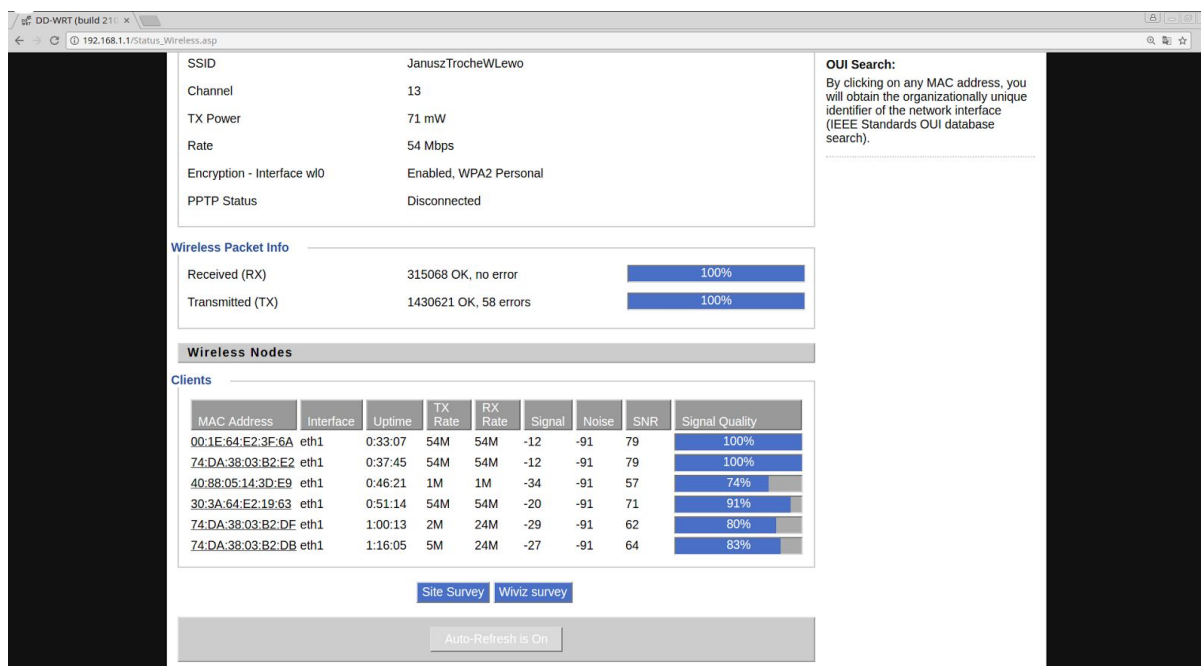 DD-WRT (build 210
192.168.1.1/Status_Wireless.asp
SSID JanuszTrocheWLewo
Channel 13
TX Power 71 mW
Rate 54 Mbps
Encryption - Interface wl0 Enabled, WPA2 Personal
PPTP Status Disconnected
OUI Search:
By clicking on any MAC address, you
will obtain the organizationally unique
identifier of the network interface
(IEEE Standards OUI database
search).
Wireless Packet Info
Received (RX) 315068 OK, no error 100%
Transmitted (TX) 1430621 OK, 58 errors 100%
Wireless Nodes
Clients
MAC Address Interface Uptime TX Rate RX Rate Signal Noise SNR Signal Quality
00:1E:64:E2:3F:6A eth1 0:33:07 54M 54M -12 -91 79 100%
74:DA:38:03:B2:E2 eth1 0:37:45 54M 54M -12 -91 79 100%
40:88:05:14:3D:E9 eth1 0:46:21 1M 1M -34 -91 57 74%
30:3A:64:E2:19:63 eth1 0:51:14 54M 54M -20 -91 71 91%
74:DA:38:03:B2:DF eth1 1:00:13 2M 24M -29 -91 62 80%
74:DA:38:03:B2:DB eth1 1:16:05 5M 24M -27 -91 64 83%
Site Survey Wiviz survey
Auto-Refresh is On